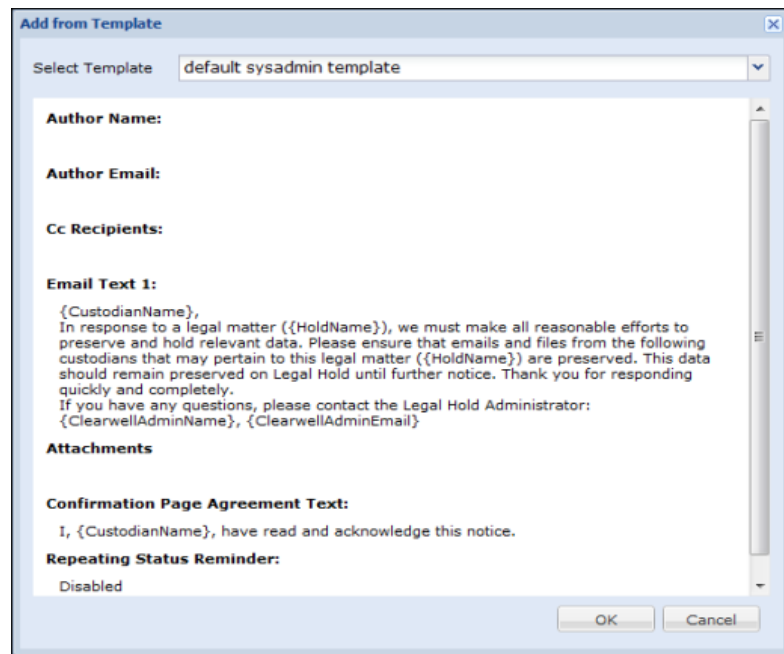 Add from Template
Select Template default sysadmin template
Author Name:
Author Email:
Cc Recipients:
Email Text 1:
{CustodianName},
In response to a legal matter ({HoldName}), we must make all reasonable efforts to
preserve and hold relevant data. Please ensure that emails and files from the following
custodians that may pertain to this legal matter ({HoldName}) are preserved. This data
should remain preserved on Legal Hold until further notice. Thank you for responding
quickly and completely.
If you have any questions, please contact the Legal Hold Administrator:
{ClearwellAdminName}, {ClearwellAdminEmail}
Attachments
Confirmation Page Agreement Text:
I, {CustodianName}, have read and acknowledge this notice.
Repeating Status Reminder:
Disabled
OK Cancel